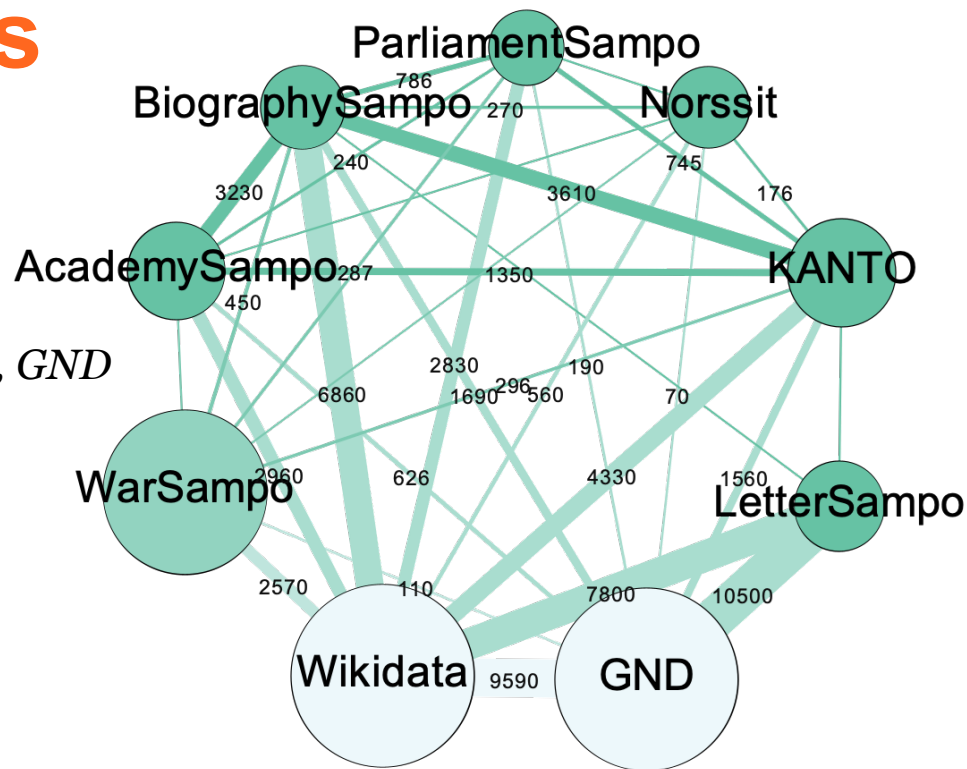 s
ParliamentSampo
786
BiographySampo
270
Norssit
240
745
3230
3610
176
AcademySampo
287
1350
KANTO
450
, GND
2830
190
6860
1690
296
560
70
WarSampo
2960
626
4330
1560
LetterSampo
2570
110
7800
10500
Wikidata
9590
GND